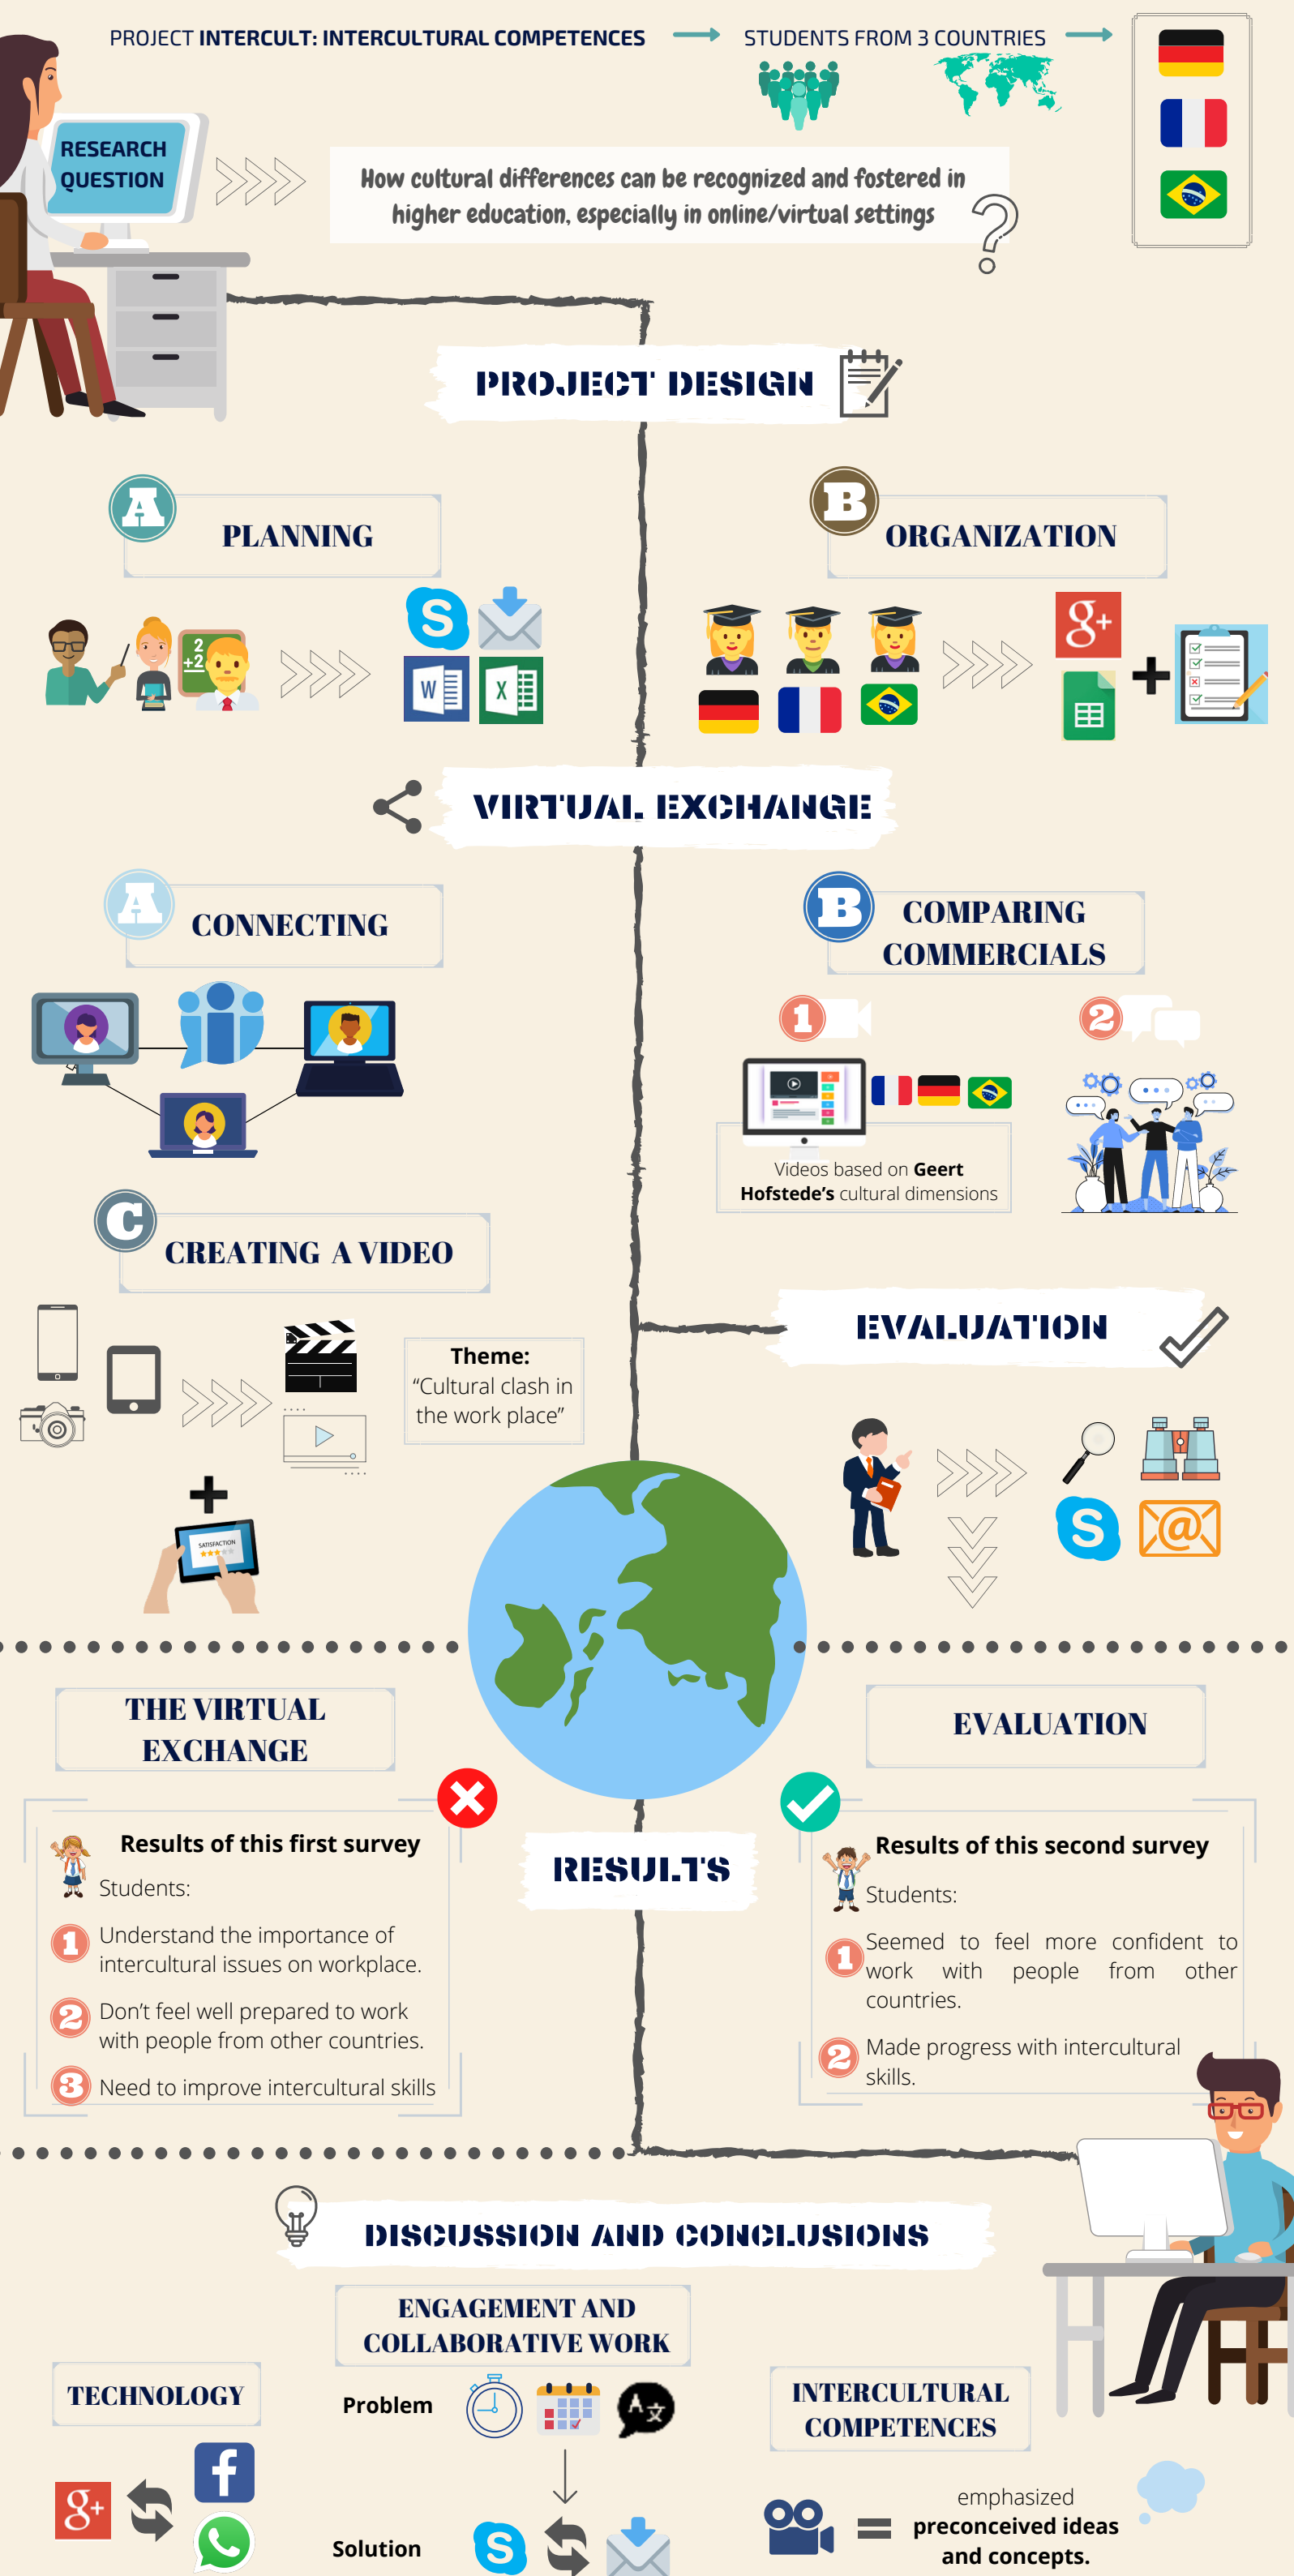 PROJECT INTERCULT: INTERCULTURAL COMPETENCES
STUDENTS FROM 3 COUNTRIES
RESEARCH
QUESTION
How cultural differences can be recognized and fostered in
higher education, especially in online/virtual settings
?
PROJECT DESIGN
A
PLANNING
2
+2
S
W
X
B
ORGANIZATION
g+
+
VIRTUAL EXCHANGE
A
CONNECTING
B
COMPARING
COMMERCIALS
1
2
Videos based on Geert
Hofstede's cultural dimensions
C
CREATING A VIDEO
Theme:
“Cultural clash in
the work place”
+
SATISFACTION
EVALUATION
S
@
THE VIRTUAL
EXCHANGE
Results of this first survey
Students:
1 Understand the importance of
intercultural issues on workplace.
2 Don’t feel well prepared to work
with people from other countries.
3 Need to improve intercultural skills
RESULTS
EVALUATION
Results of this second survey
Students:
1 Seemed to feel more confident to
work with people from other
countries.
2 Made progress with intercultural
skills.
DISCUSSION AND CONCLUSIONS
TECHNOLOGY
g+
f
ENGAGEMENT AND
COLLABORATIVE WORK
Problem
A 文
Solution
S
INTERCULTURAL
COMPETENCES
=
emphasized
preconceived ideas
and concepts.